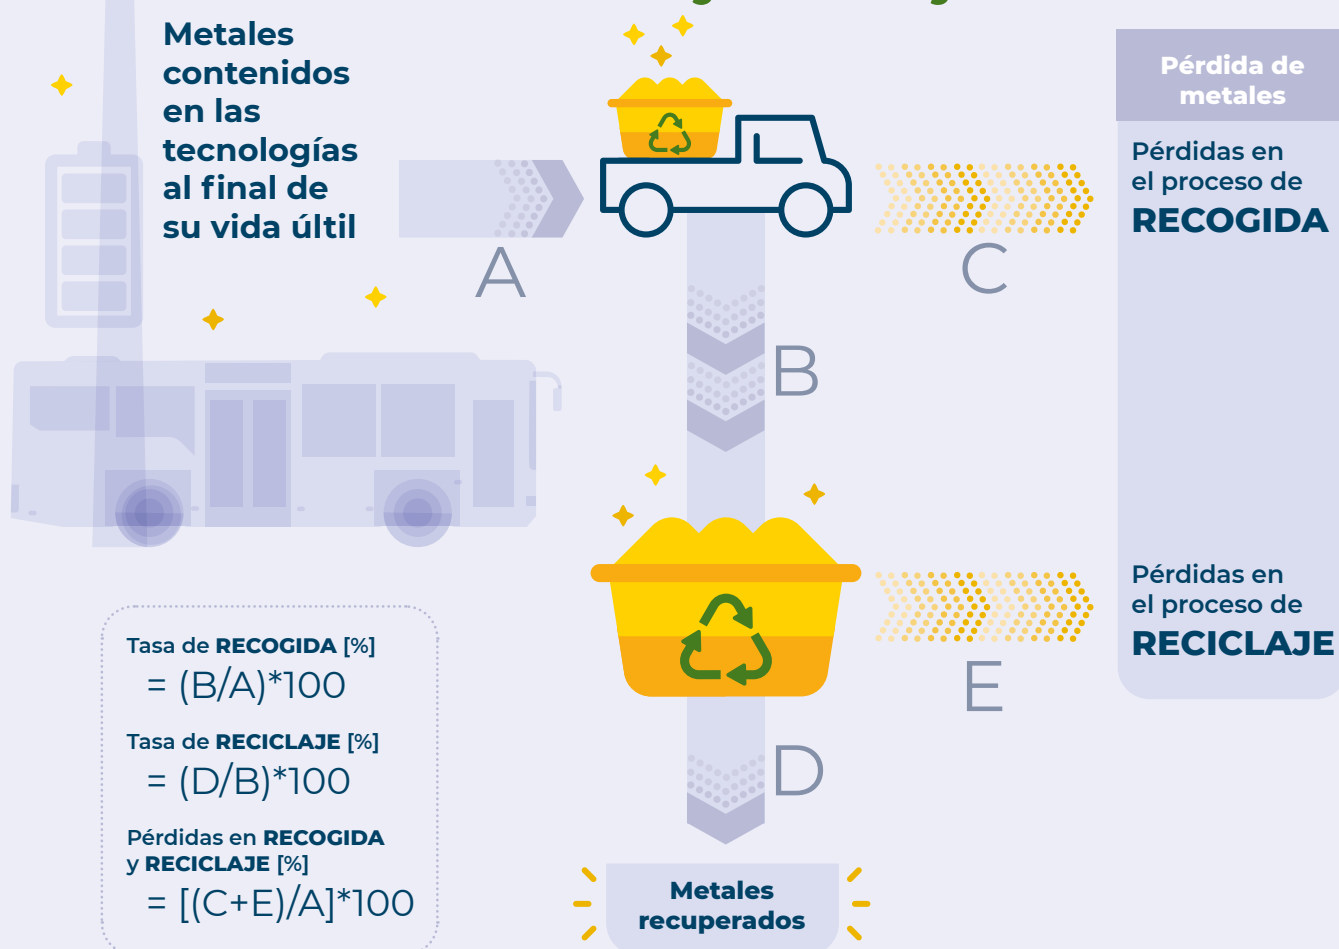 Metales
contenidos
en las
tecnologías
al final de
su vida últil
A
B
C
Pérdida de
metales
Pérdidas en
el proceso de
RECOGIDA
Pérdidas en
el proceso de
RECICLAJE
E
D
Tasa de RECOGIDA [%]
= (B/A)*100
Tasa de RECICLAJE [%]
= (D/B)*100
Pérdidas en RECOGIDA
y RECICLAJE [%]
= [(C+E)/A]*100
Metales
recuperados